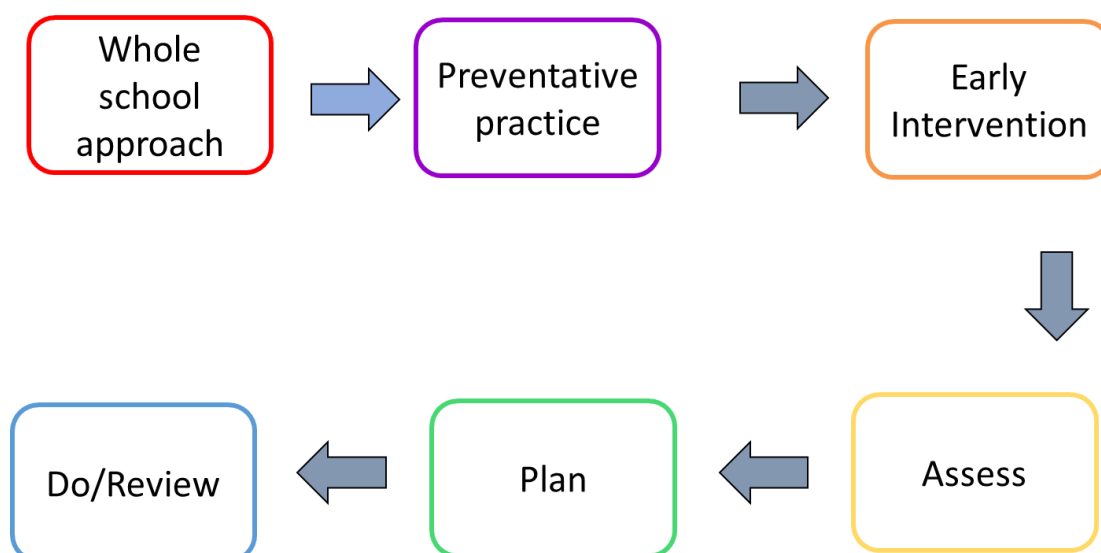 Whole
school
approach
Preventative
practice
Early
Intervention
Assess
Plan
Do/Review